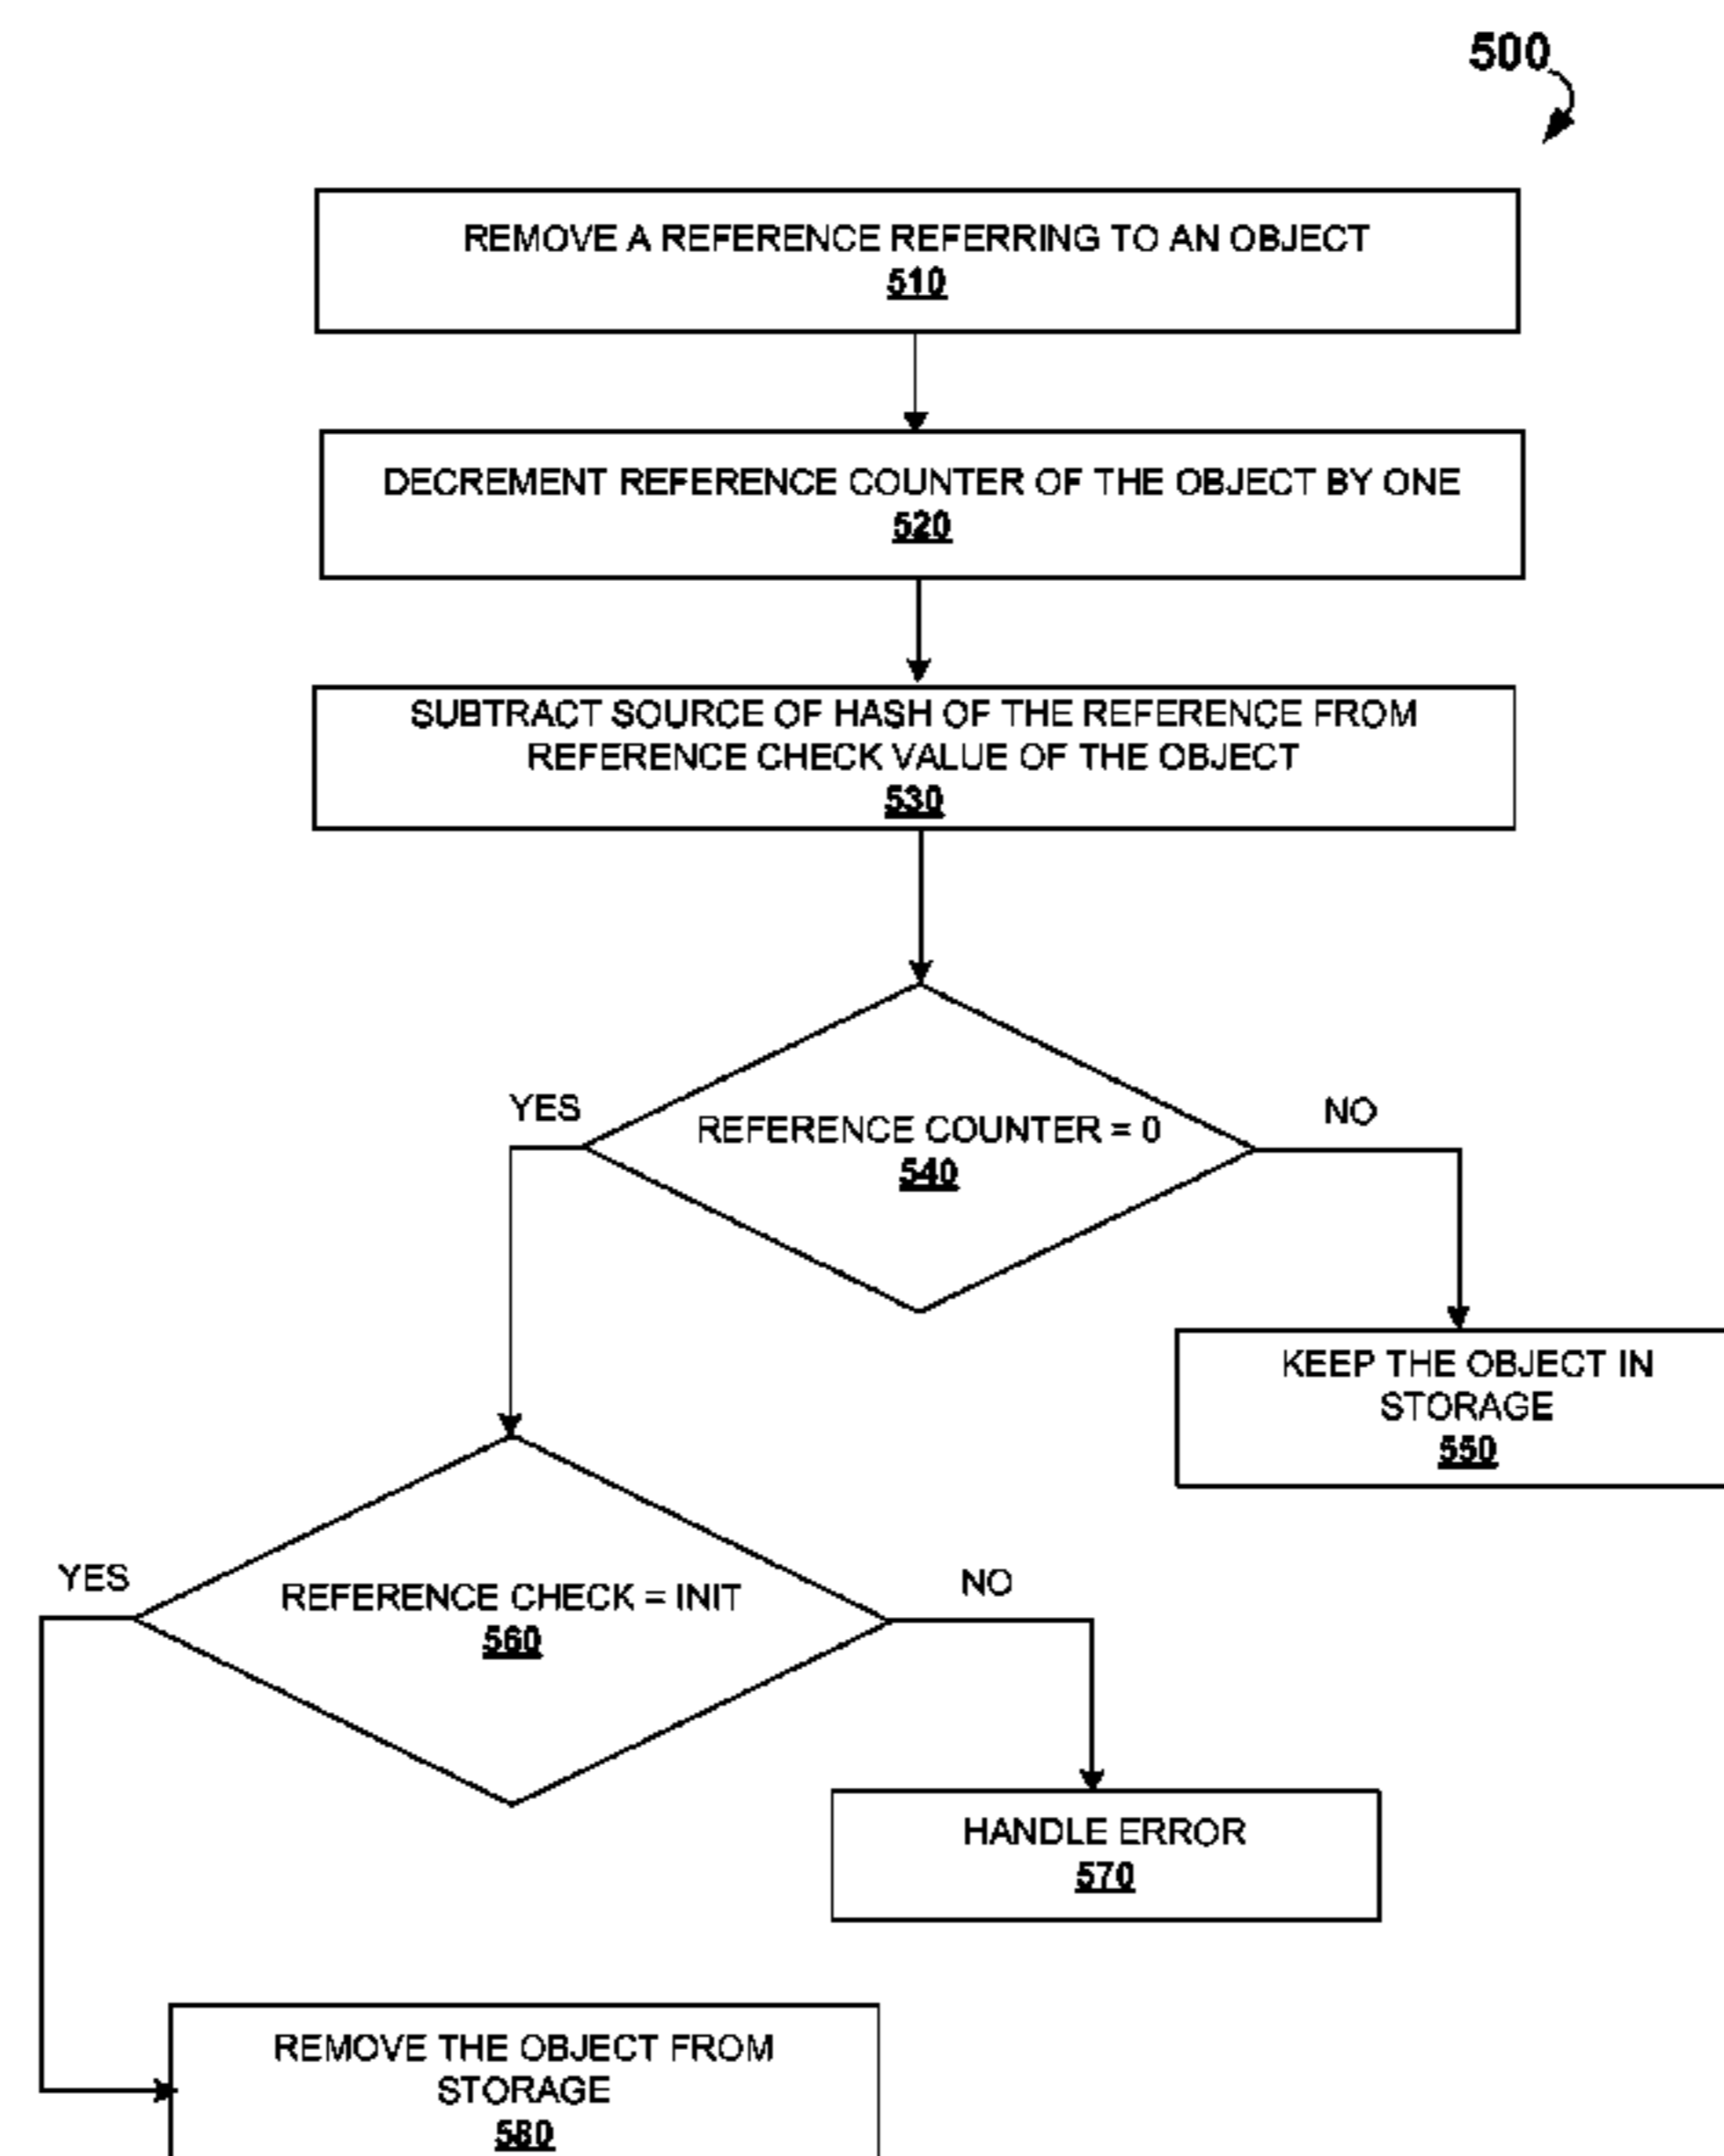 500
REMOVE A REFERENCE REFERRING TO AN OBJECT
510
DECREMENT REFERENCE COUNTER OF THE OBJECT BY ONE
520
SUBTRACT SOURCE OF HASH OF THE REFERENCE FROM
REFERENCE CHECK VALUE OF THE OBJECT
530
YES
REFERENCE COUNTER = 0
540
NO
KEEP THE OBJECT IN
STORAGE
550
YES
REFERENCE CHECK = INIT
560
NO
HANDLE ERROR
570
REMOVE THE OBJECT FROM
STORAGE
580